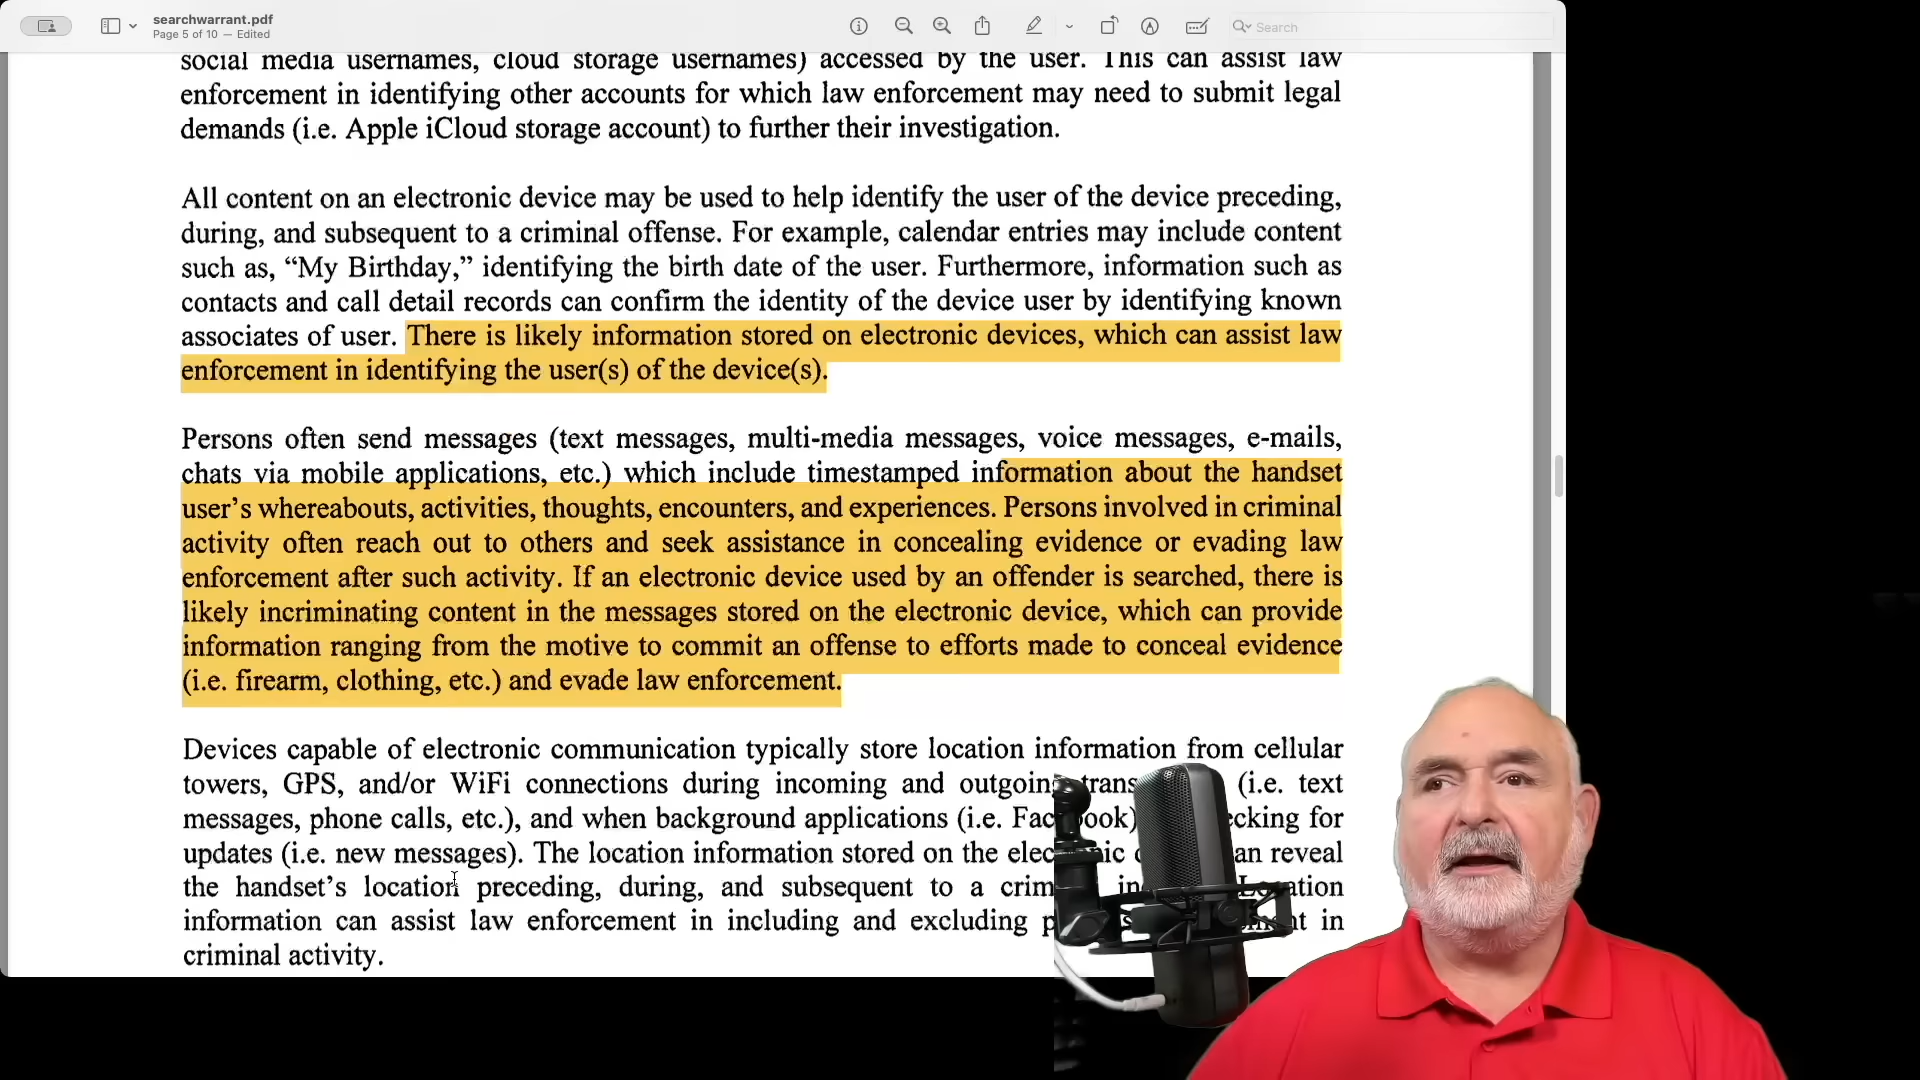 searchwarrant.pdf
Page 5 of 10 — Edited
Search
social media usernames, cloud storage usernames) accessed by the user. This can assist law
enforcement in identifying other accounts for which law enforcement may need to submit legal
demands (i.e. Apple iCloud storage account) to further their investigation.
All content on an electronic device may be used to help identify the user of the device preceding,
during, and subsequent to a criminal offense. For example, calendar entries may include content
such as, “My Birthday,” identifying the birth date of the user. Furthermore, information such as
contacts and call detail records can confirm the identity of the device user by identifying known
associates of user. There is likely information stored on electronic devices, which can assist law
enforcement in identifying the user(s) of the device(s).
Persons often send messages (text messages, multi-media messages, voice messages, e-mails,
chats via mobile applications, etc.) which include timestamped information about the handset
user’s whereabouts, activities, thoughts, encounters, and experiences. Persons involved in criminal
activity often reach out to others and seek assistance in concealing evidence or evading law
enforcement after such activity. If an electronic device used by an offender is searched, there is
likely incriminating content in the messages stored on the electronic device, which can provide
information ranging from the motive to commit an offense to efforts made to conceal evidence
(i.e. firearm, clothing, etc.) and evade law enforcement.
Devices capable of electronic communication typically store location information from cellular
towers, GPS, and/or WiFi connections during incoming and outgoing (i.e. text
messages, phone calls, etc.), and when background applications (i.e. for
updates (i.e. new messages). The location information stored on the reveal
the handset’s location preceding, during, and subsequent to a
information can assist law enforcement in including and excluding in
criminal activity.